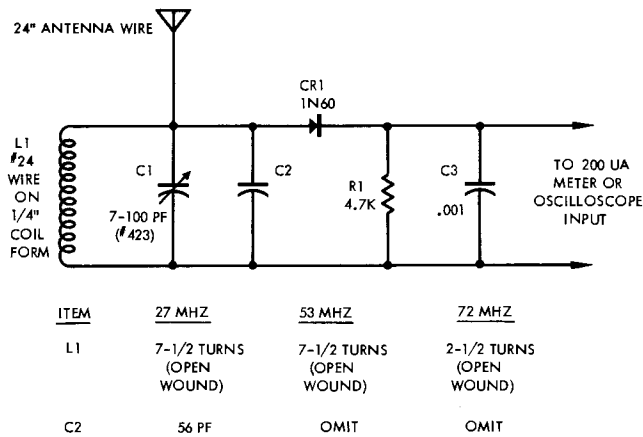 24" ANTENNA WIRE
CR1
1N60
L1
#24
WIRE
ON
1/4"
COIL
FORM
C1
7-100 PF
(#423)
C2
R1
4.7K
C3
.001
TO 200 UA
METER OR
OSCILLOSCOPE
INPUT
ITEM 27 MHZ 53 MHZ 72 MHZ
L1 7-1/2 TURNS 7-1/2 TURNS 2-1/2 TURNS
(OPEN (OPEN (OPEN
WOUND) WOUND) WOUND)
C2 56 PF OMIT OMIT